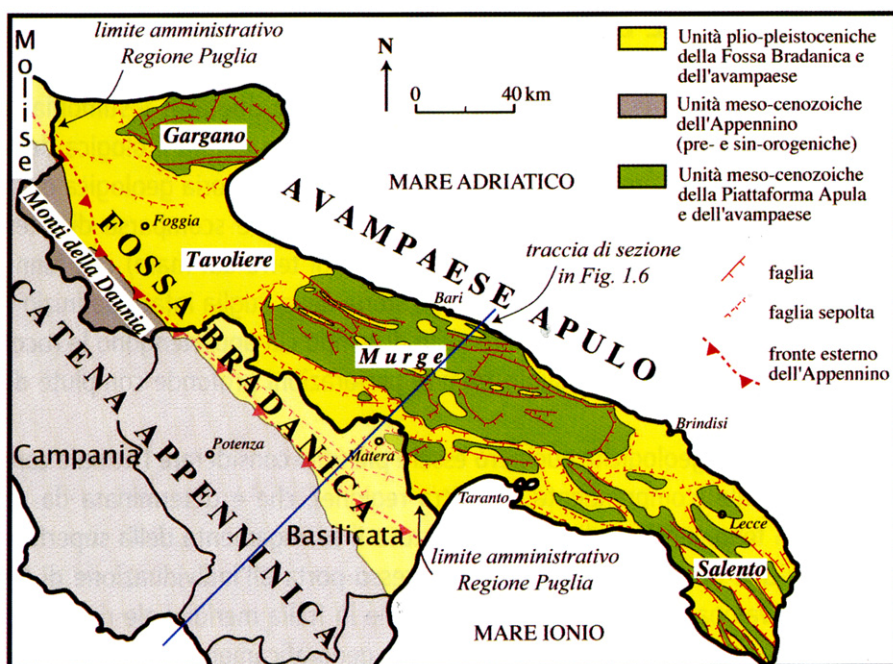 Molise
limite amministrativo
Regione Puglia
N
0
40 km
Unità plio-pleistoceniche
della Fossa Bradanica e
dell'avampaese
Unità meso-cenozoiche
dell'Appennino
(pre- e sin-orogeniche)
Unità meso-cenozoiche
della Piattaforma Apula
e dell'avampaese
faglia
faglia sepolta
fronte esterno
dell'Appennino
Gargano
MARE ADRIATICO
AVAMPAESE APULO
traccia di sezione
in Fig. 1.6
Foggia
Tavoliere
Monti della Daunia
FOSSA BRADANICA
CATENA APPENNINICA
Bari
Murge
Brindisi
Campania
Potenza
Matera
Taranto
Lecce
Basilicata
Salento
limite amministrativo
Regione Puglia
MARE IONIO